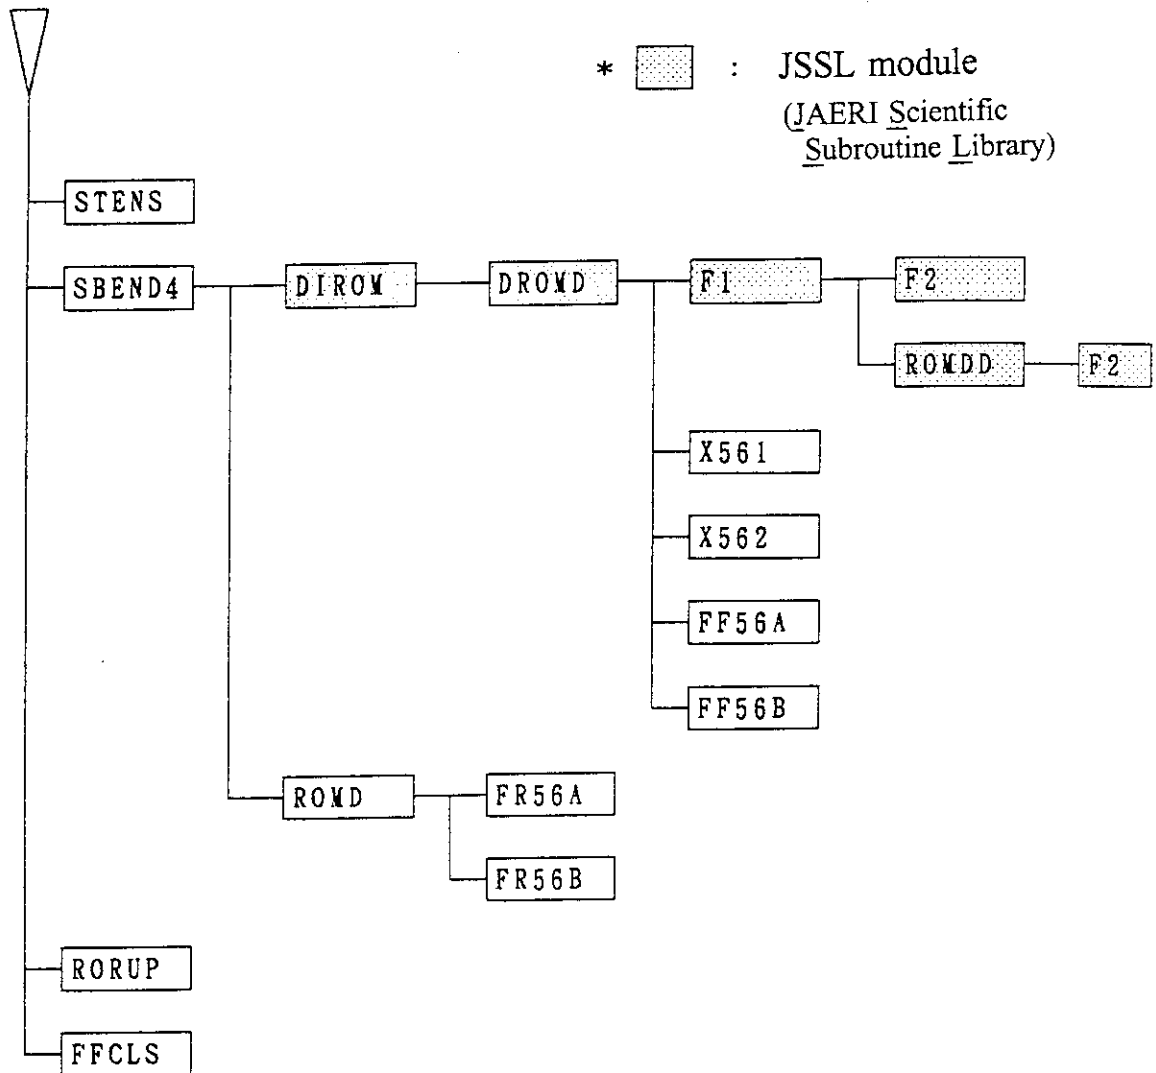 * : JSSL module
(JAERI Scientific
Subroutine Library)
STENS
SBEND4
DIROM
DROMD
F1
F2
ROMDD
F2
X561
X562
FF56A
FF56B
ROMD
FR56A
FR56B
RORUP
FFCLS